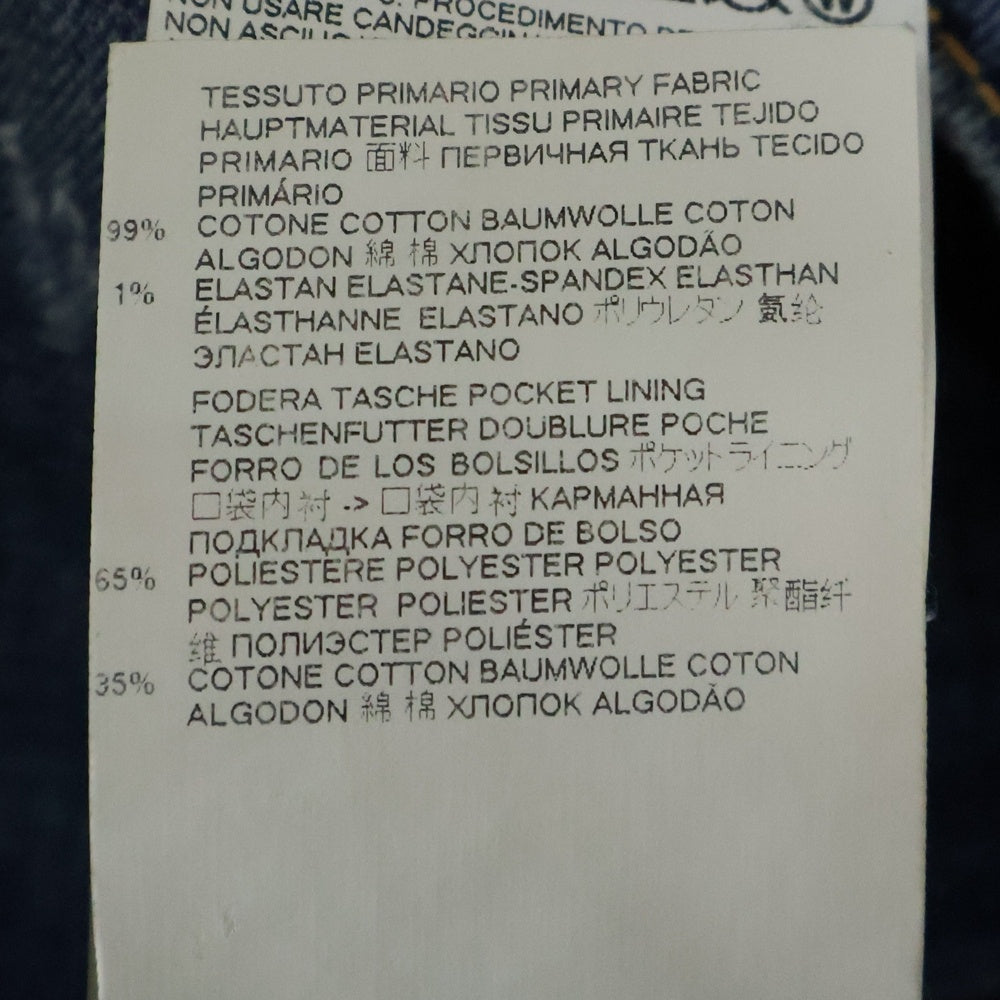 NON USARE CANDEGGINA
PROCEDIMENTO
TESSUTO PRIMARIO PRIMARY FABRIC
HAUPTMATERIAL TISSU PRIMAIRE TEJIDO
PRIMARIO 面料 ПЕРВИЧНАЯ ТКАНЬ TECIDO
PRIMÁRIO
99% COTONE COTTON BAUMWOLLE COTON
ALGODON 綿 棉 ХЛОПОК ALGODÃO
1% ELASTAN ELASTANE-SPANDEX ELASTHAN
ÉLASTHANNE ELASTANO ポリウレタン 氨纶
ЭЛАСТАН ELASTANO
FODERA TASCHE POCKET LINING
TASCHENFUTTER DOUBLURE POCHE
FORRO DE LOS BOLSILLOS ポケットライニング
口袋内衬 -> 口袋内衬 КАРМАННАЯ
ПОДКЛАДКА FORRO DE BOLSO
65% POLIESTERE POLYESTER POLYESTER
POLYESTER POLIESTER ポリエステル 聚酯纤
维 ПОЛИЭСТЕР POLIÉSTER
35% COTONE COTTON BAUMWOLLE COTON
ALGODON 綿 棉 ХЛОПОК ALGODÃO